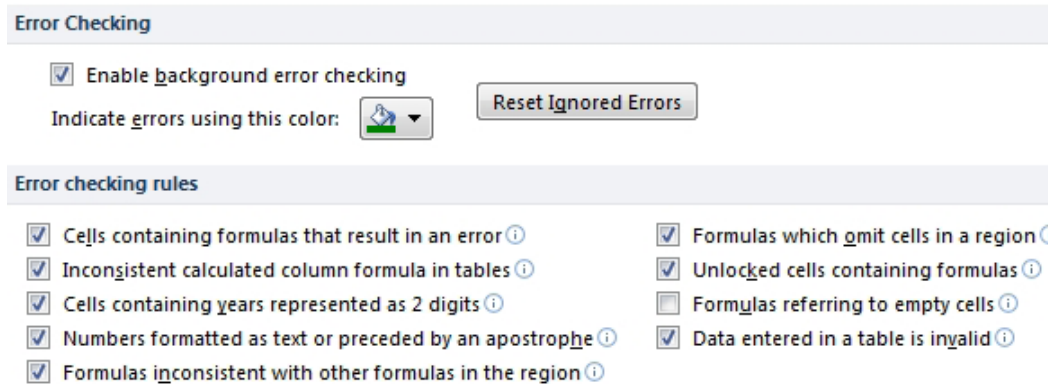 Error Checking
Enable background error checking
Indicate errors using this color:
Reset Ignored Errors
Error checking rules
Cells containing formulas that result in an error
Inconsistent calculated column formula in tables
Cells containing years represented as 2 digits
Numbers formatted as text or preceded by an apostrophe
Formulas inconsistent with other formulas in the region
Formulas which omit cells in a region
Unlocked cells containing formulas
Formulas referring to empty cells
Data entered in a table is invalid